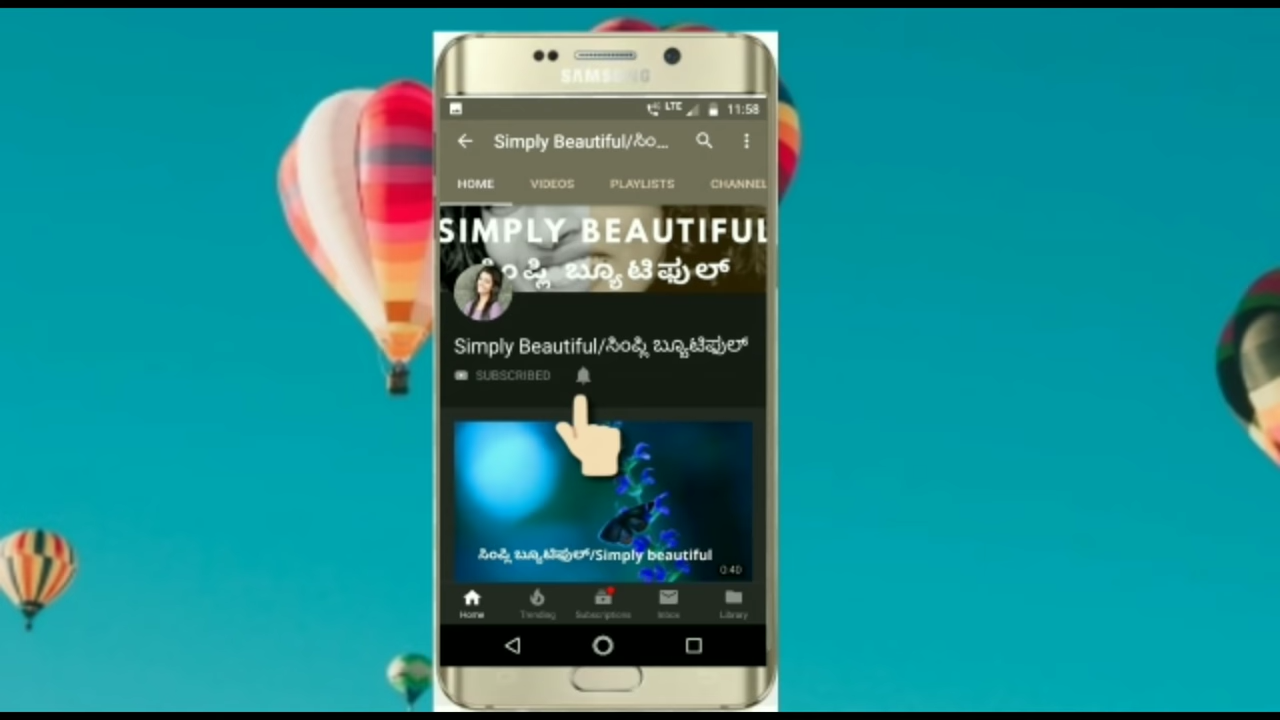 SAMSUNG
LTE 11:58
Simply Beautiful/ಸಿಂ...
HOME VIDEOS PLAYLISTS CHANNEL
SIMPLY BEAUTIFUL
ಸಿಂಪ್ಲಿ ಬ್ಯೂಟಿಫುಲ್
Simply Beautiful/ಸಿಂಪ್ಲಿ ಬ್ಯೂಟಿಫುಲ್
SUBSCRIBED
ಸಿಂಪ್ಲಿ ಬ್ಯೂಟಿಫುಲ್/Simply beautiful
0:40
Home Trending Subscriptions Inbox Library